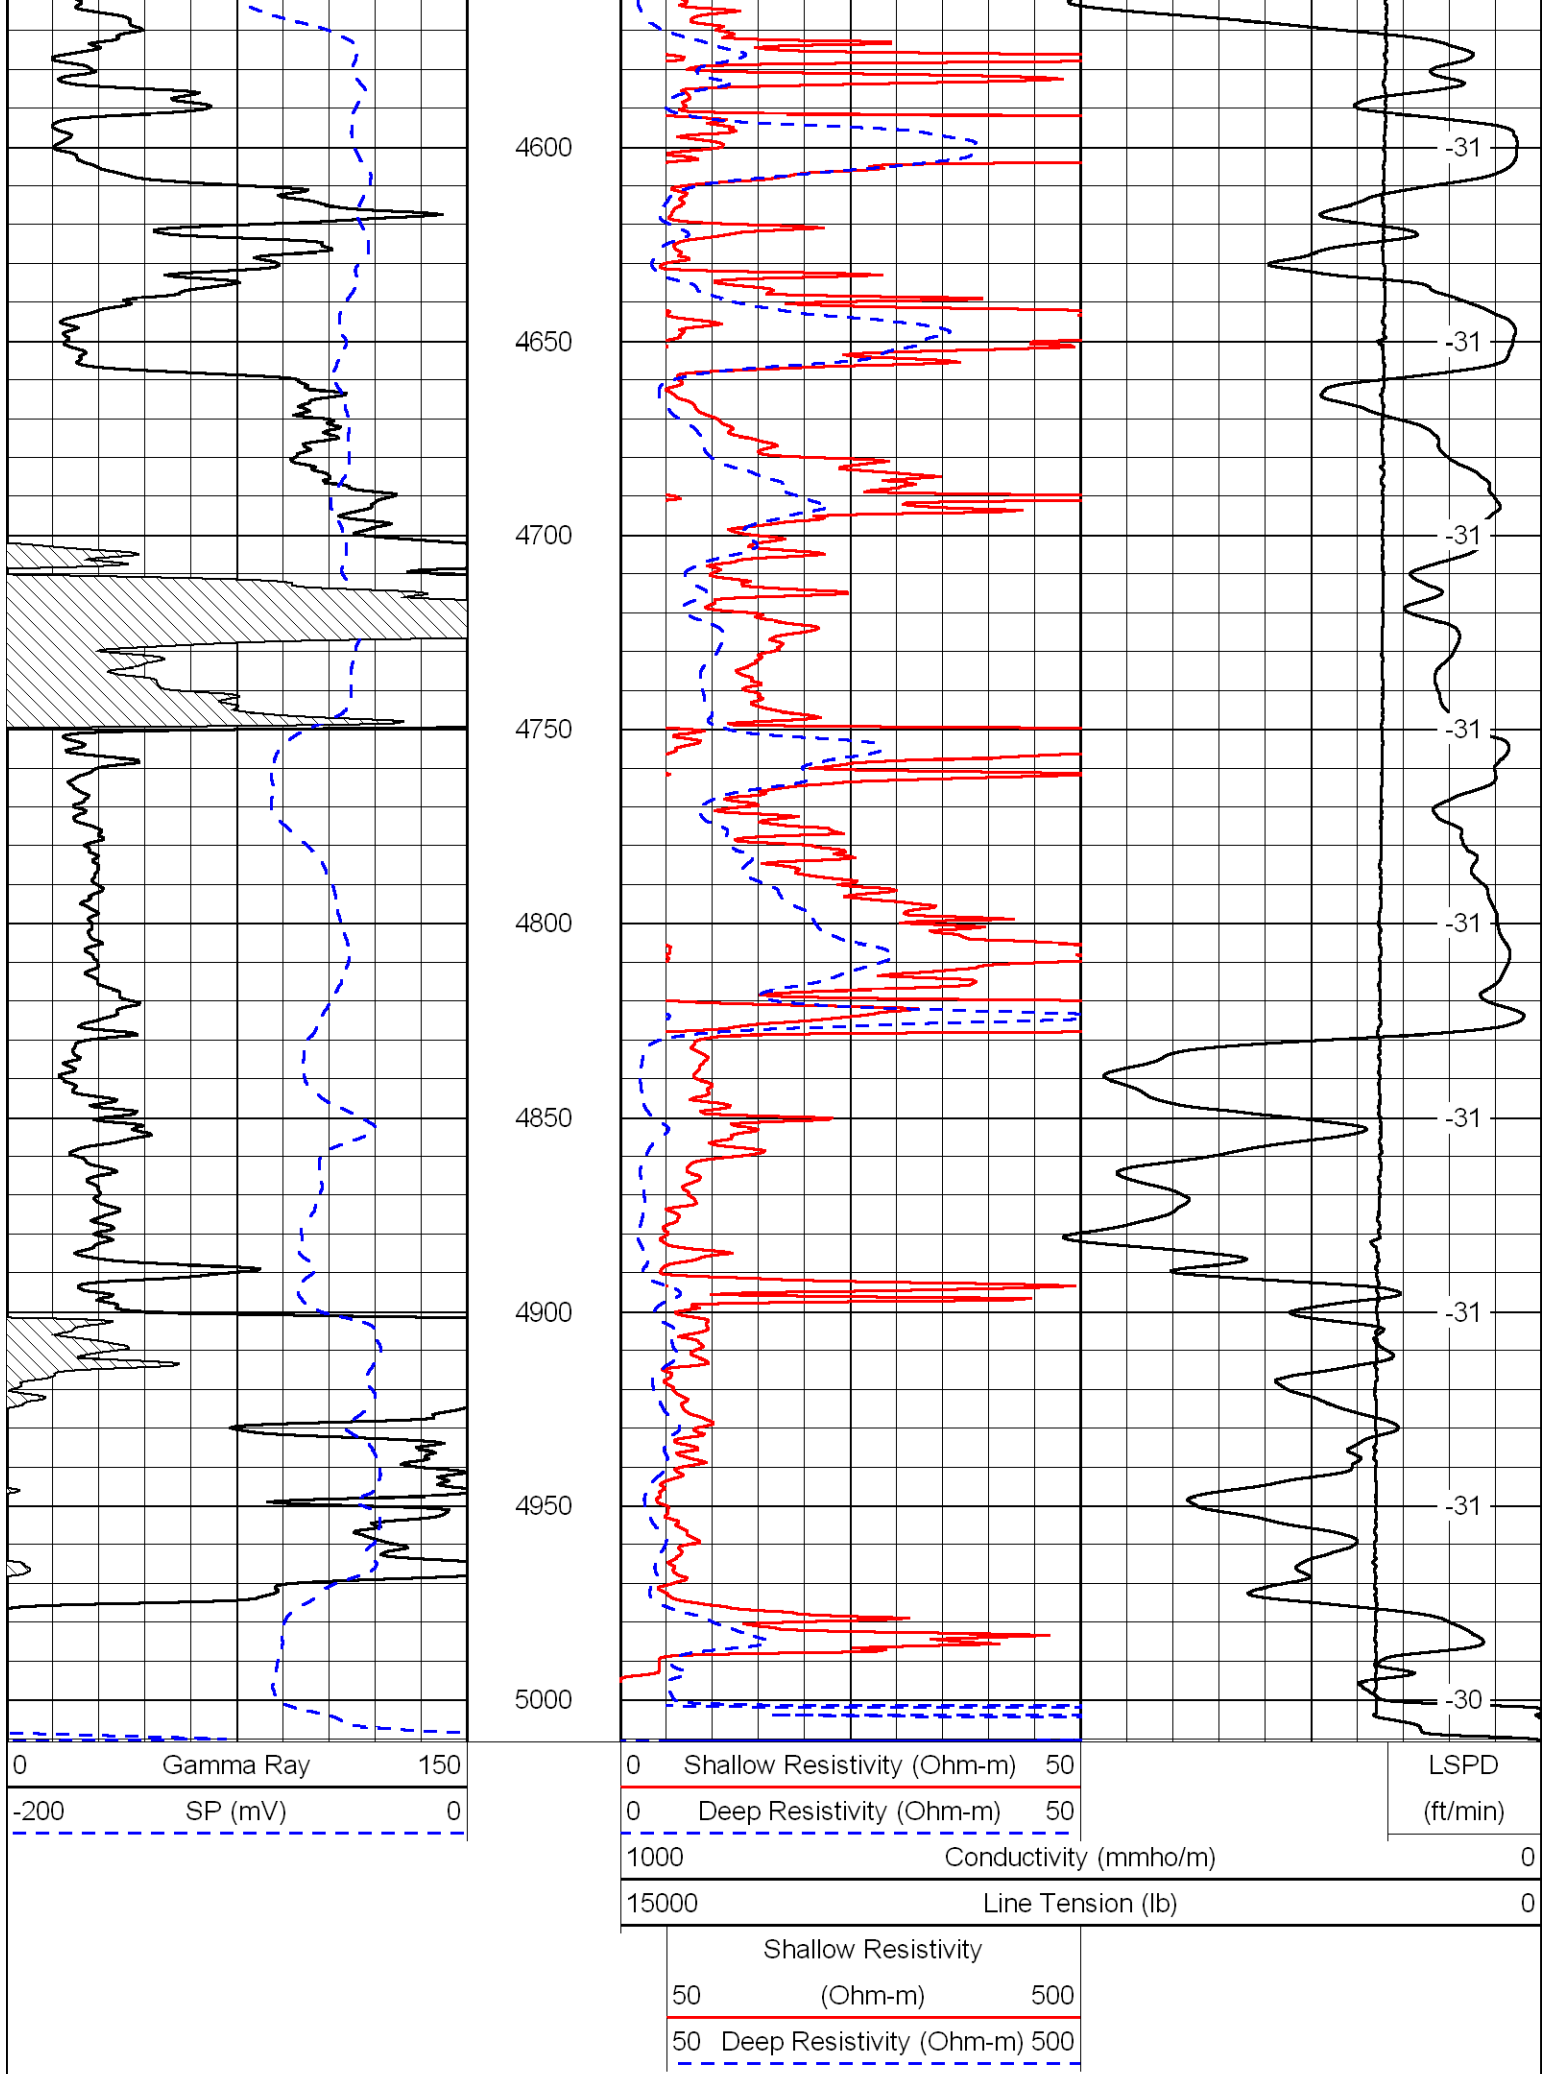 4600 -31
4650 -31
4700 -31
4750 -31
4800 -31
4850 -31
4900 -31
4950 -31
5000 -30
0 Gamma Ray 150
-200 SP (mV) 0
0 Shallow Resistivity (Ohm-m) 50
0 Deep Resistivity (Ohm-m) 50
LSPD
(ft/min)
1000 Conductivity (mmho/m) 0
15000 Line Tension (lb) 0
Shallow Resistivity
50 (Ohm-m) 500
50 Deep Resistivity (Ohm-m) 500